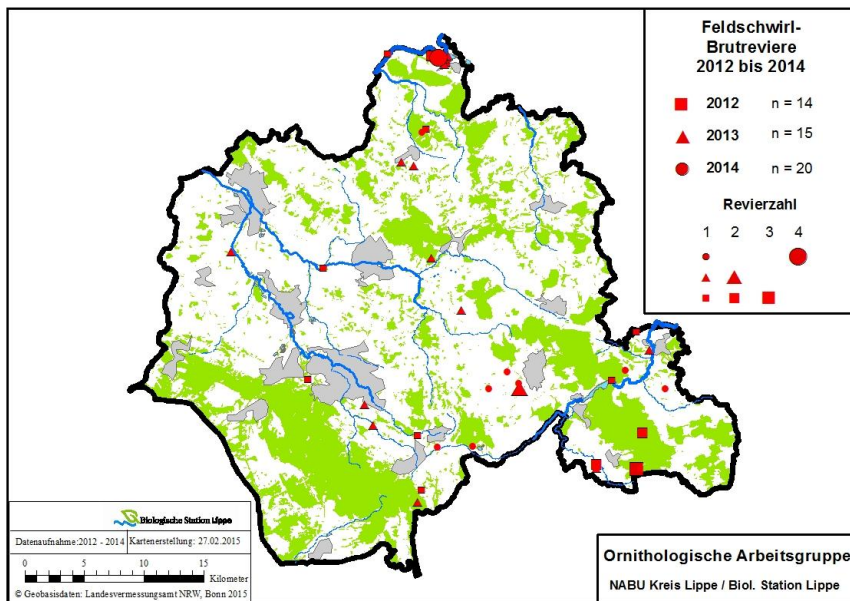 Feldschwirl-
Brutreviere
2012 bis 2014
2012 n = 14
2013 n = 15
2014 n = 20
Revierzahl
1 2 3 4
Biologische Station Lippe
Datenaufnahme:2012 - 2014 Kartenerstellung: 27.02.2015
0 5 10 15
Kilometer
© Geobasisdaten: Landesvermessungsamt NRW, Bonn 2015
Ornithologische Arbeitsgruppe
NABU Kreis Lippe / Biol. Station Lippe